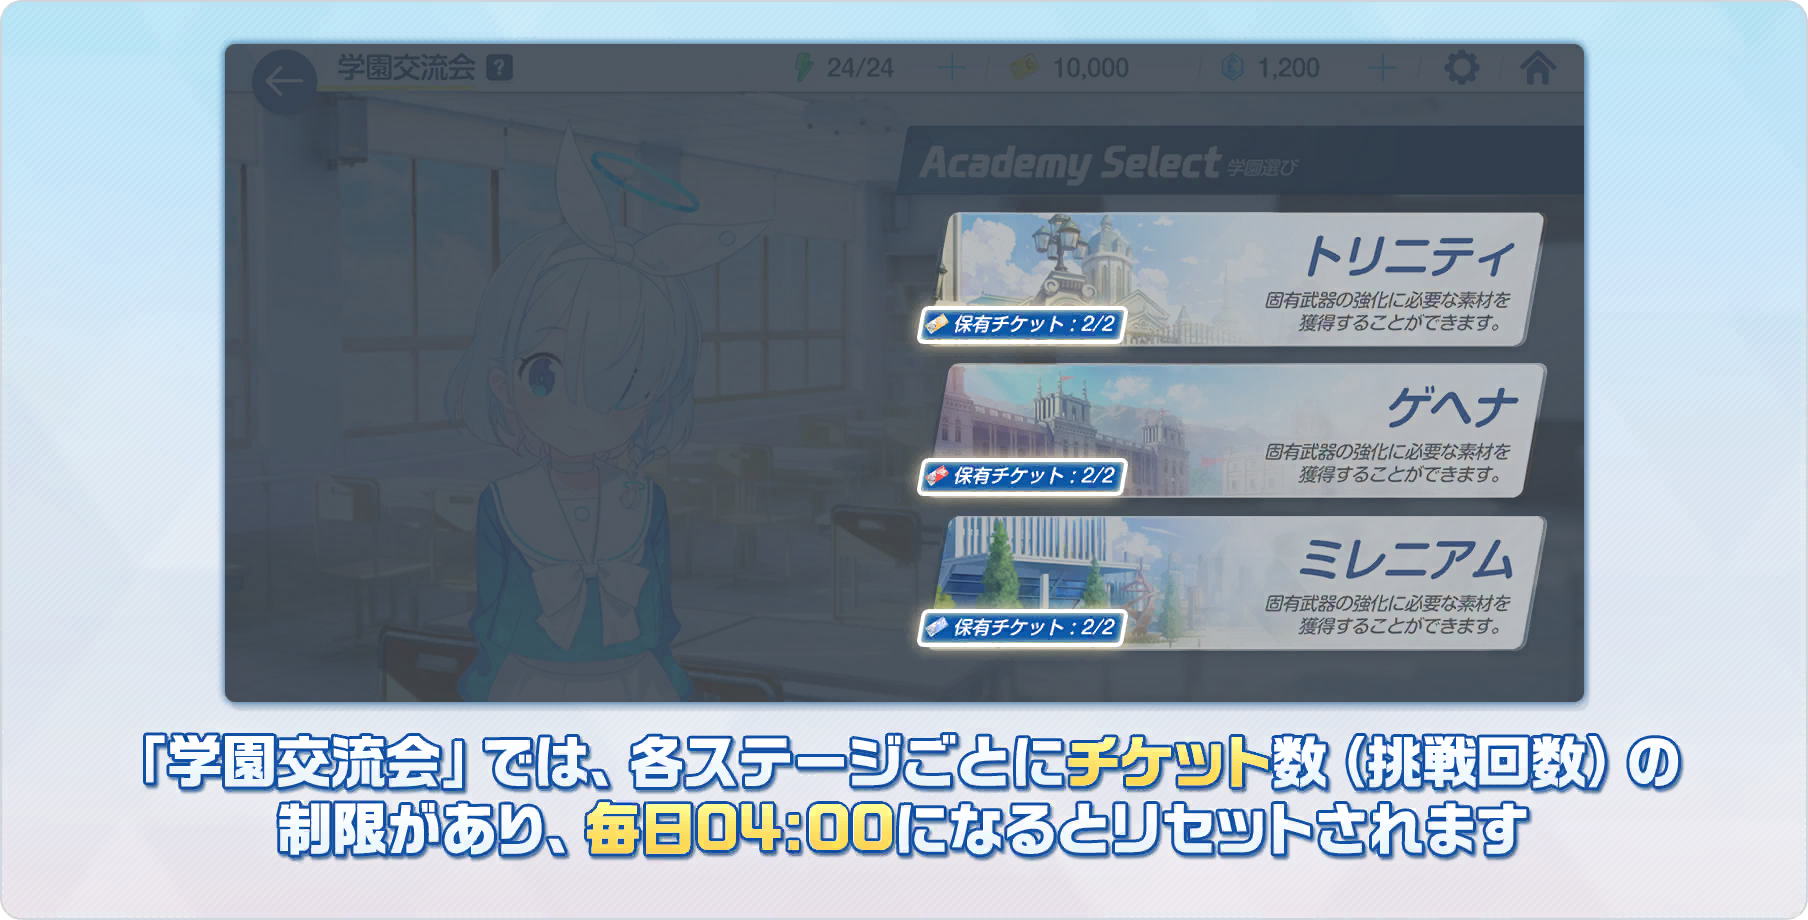 学園交流会 ?
24/24
10,000
1,200
Academy Select 学園選び
トリニティ
固有武器の強化に必要な素材を
獲得することができます。
保有チケット：2/2
ゲヘナ
固有武器の強化に必要な素材を
獲得することができます。
保有チケット：2/2
ミレニアム
固有武器の強化に必要な素材を
獲得することができます。
保有チケット：2/2
「学園交流会」では、各ステージごとにチケット数（挑戦回数）の
制限があり、毎日04:00になるとリセットされます